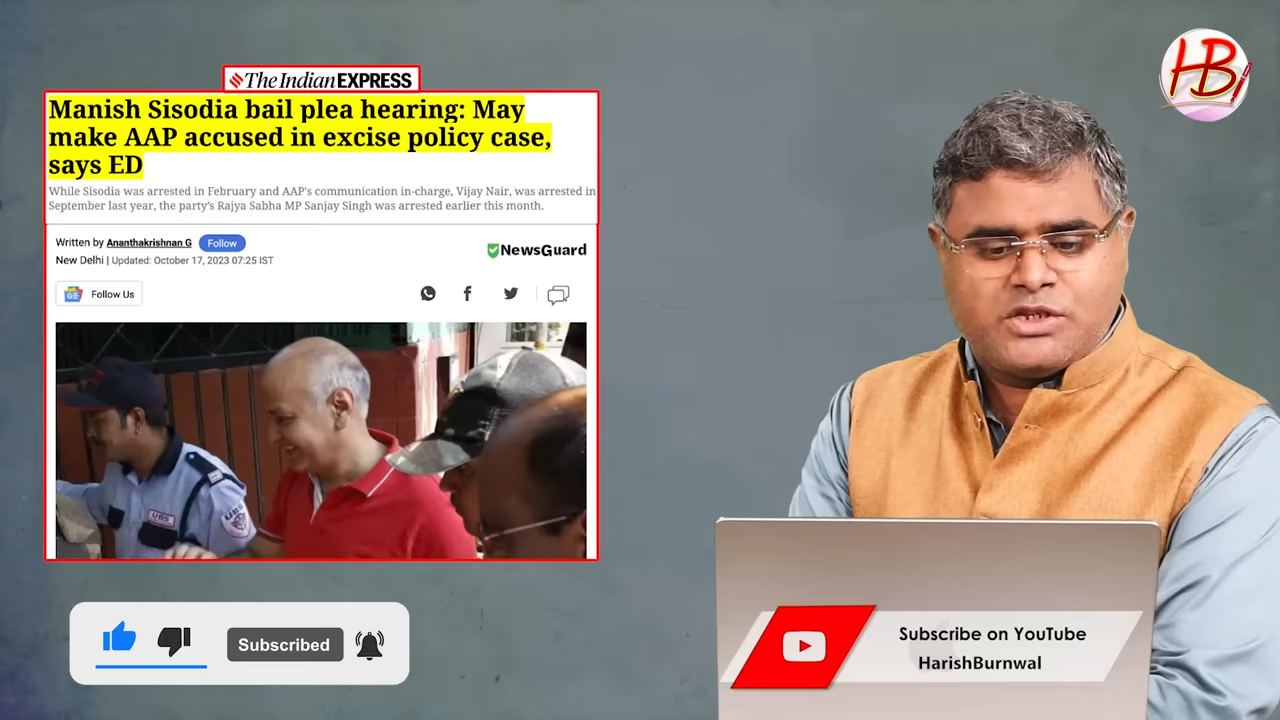 The Indian EXPRESS
Manish Sisodia bail plea hearing: May
make AAP accused in excise policy case,
says ED
While Sisodia was arrested in February and AAP's communication in-charge, Vijay Nair, was arrested in
September last year, the party's Rajya Sabha MP Sanjay Singh was arrested earlier this month.
Written by Ananthakrishnan G Follow
New Delhi | Updated: October 17, 2023 07:25 IST
NewsGuard
Follow Us
UBS
UBS
Subscribed
HBj
Subscribe on YouTube
HarishBurnwal